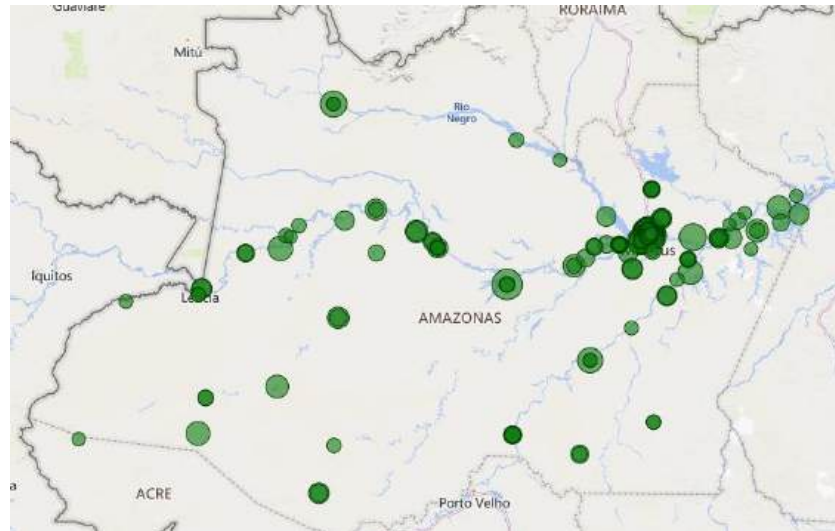 Guaviare
RORAIMA
Mitú
Rio
Negro
Iquitos
AMAZONAS
ACRE
Porto Velho